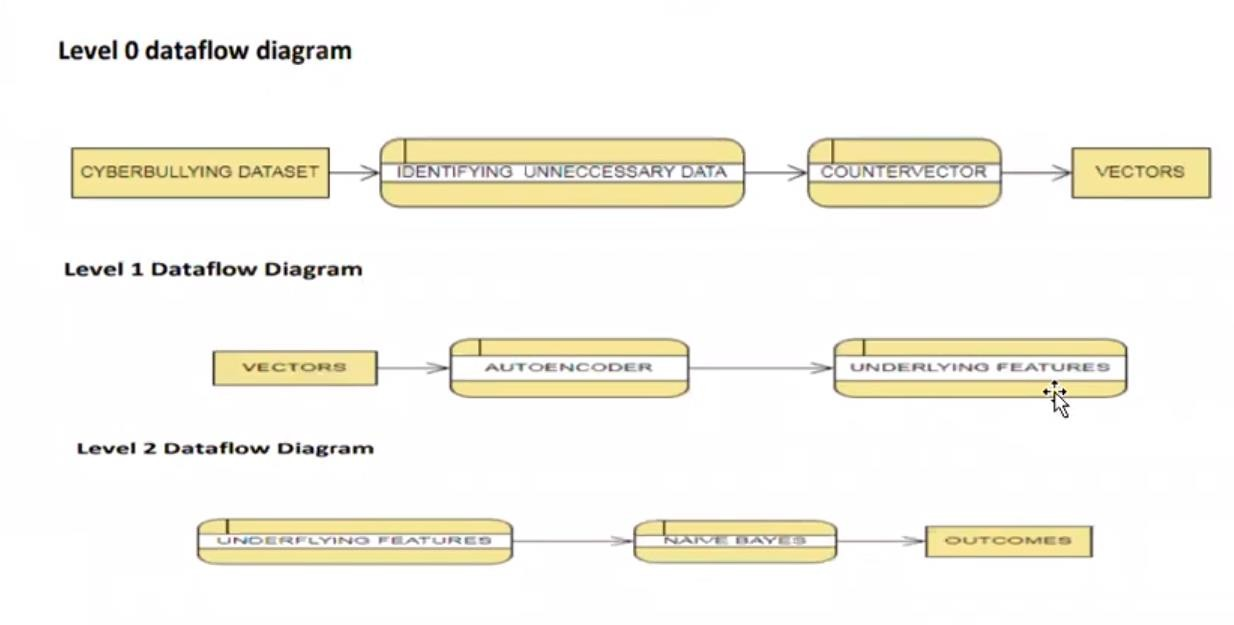 Level 0 dataflow diagram
CYBERBULLYING DATASET
IDENTIFYING UNNECCESSARY DATA
COUNTERVECTOR
VECTORS
Level 1 Dataflow Diagram
VECTORS
AUTOENCODER
UNDERLYING FEATURES
Level 2 Dataflow Diagram
UNDERFLYING FEATURES
NAIVE BAYES
OUTCOMES